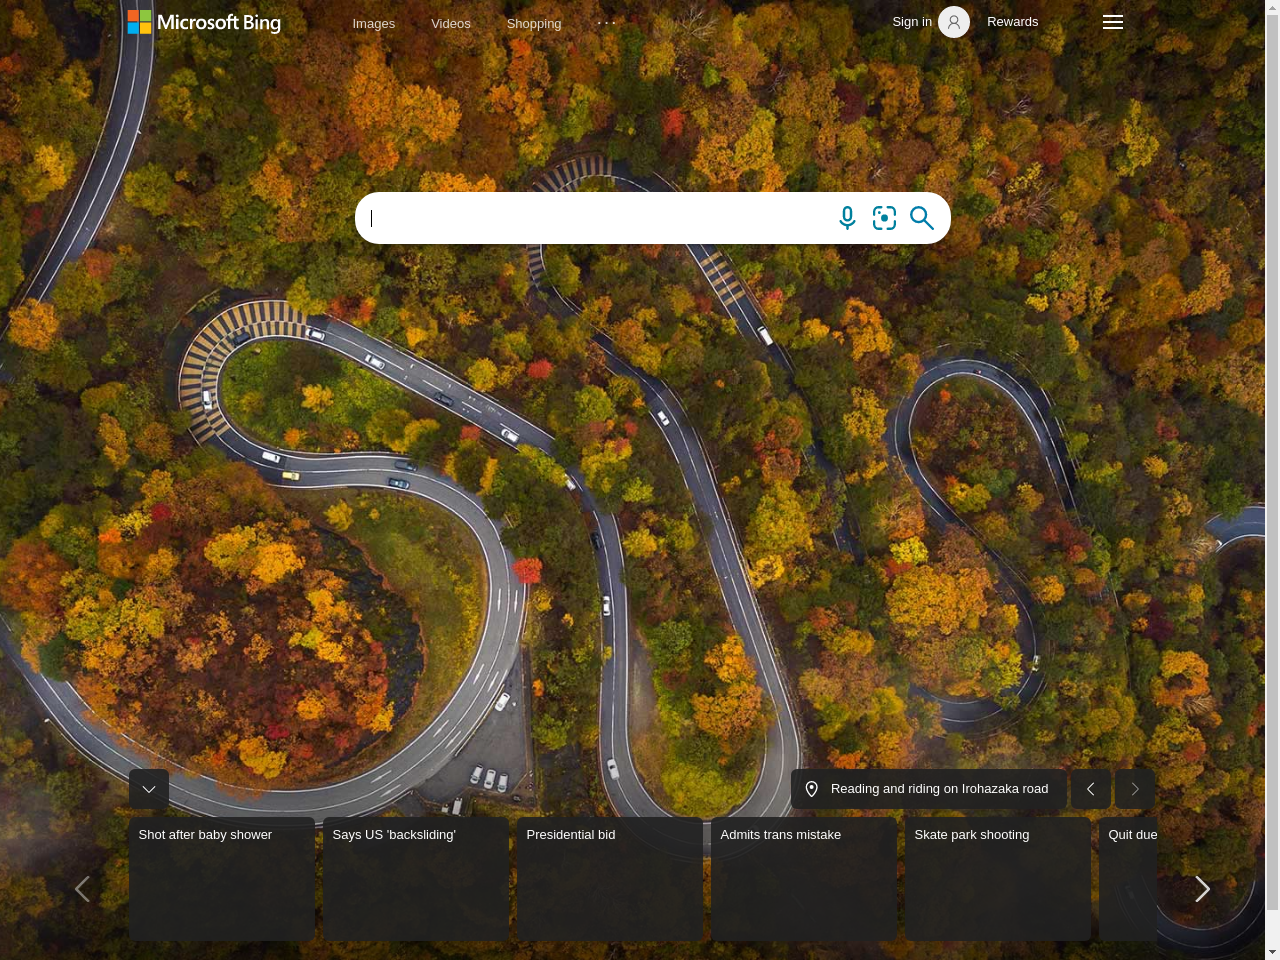 Microsoft Bing
Images
Videos
Shopping
Sign in
Rewards
Reading and riding on Irohazaka road
Shot after baby shower
Says US 'backsliding'
Presidential bid
Admits trans mistake
Skate park shooting
Quit due